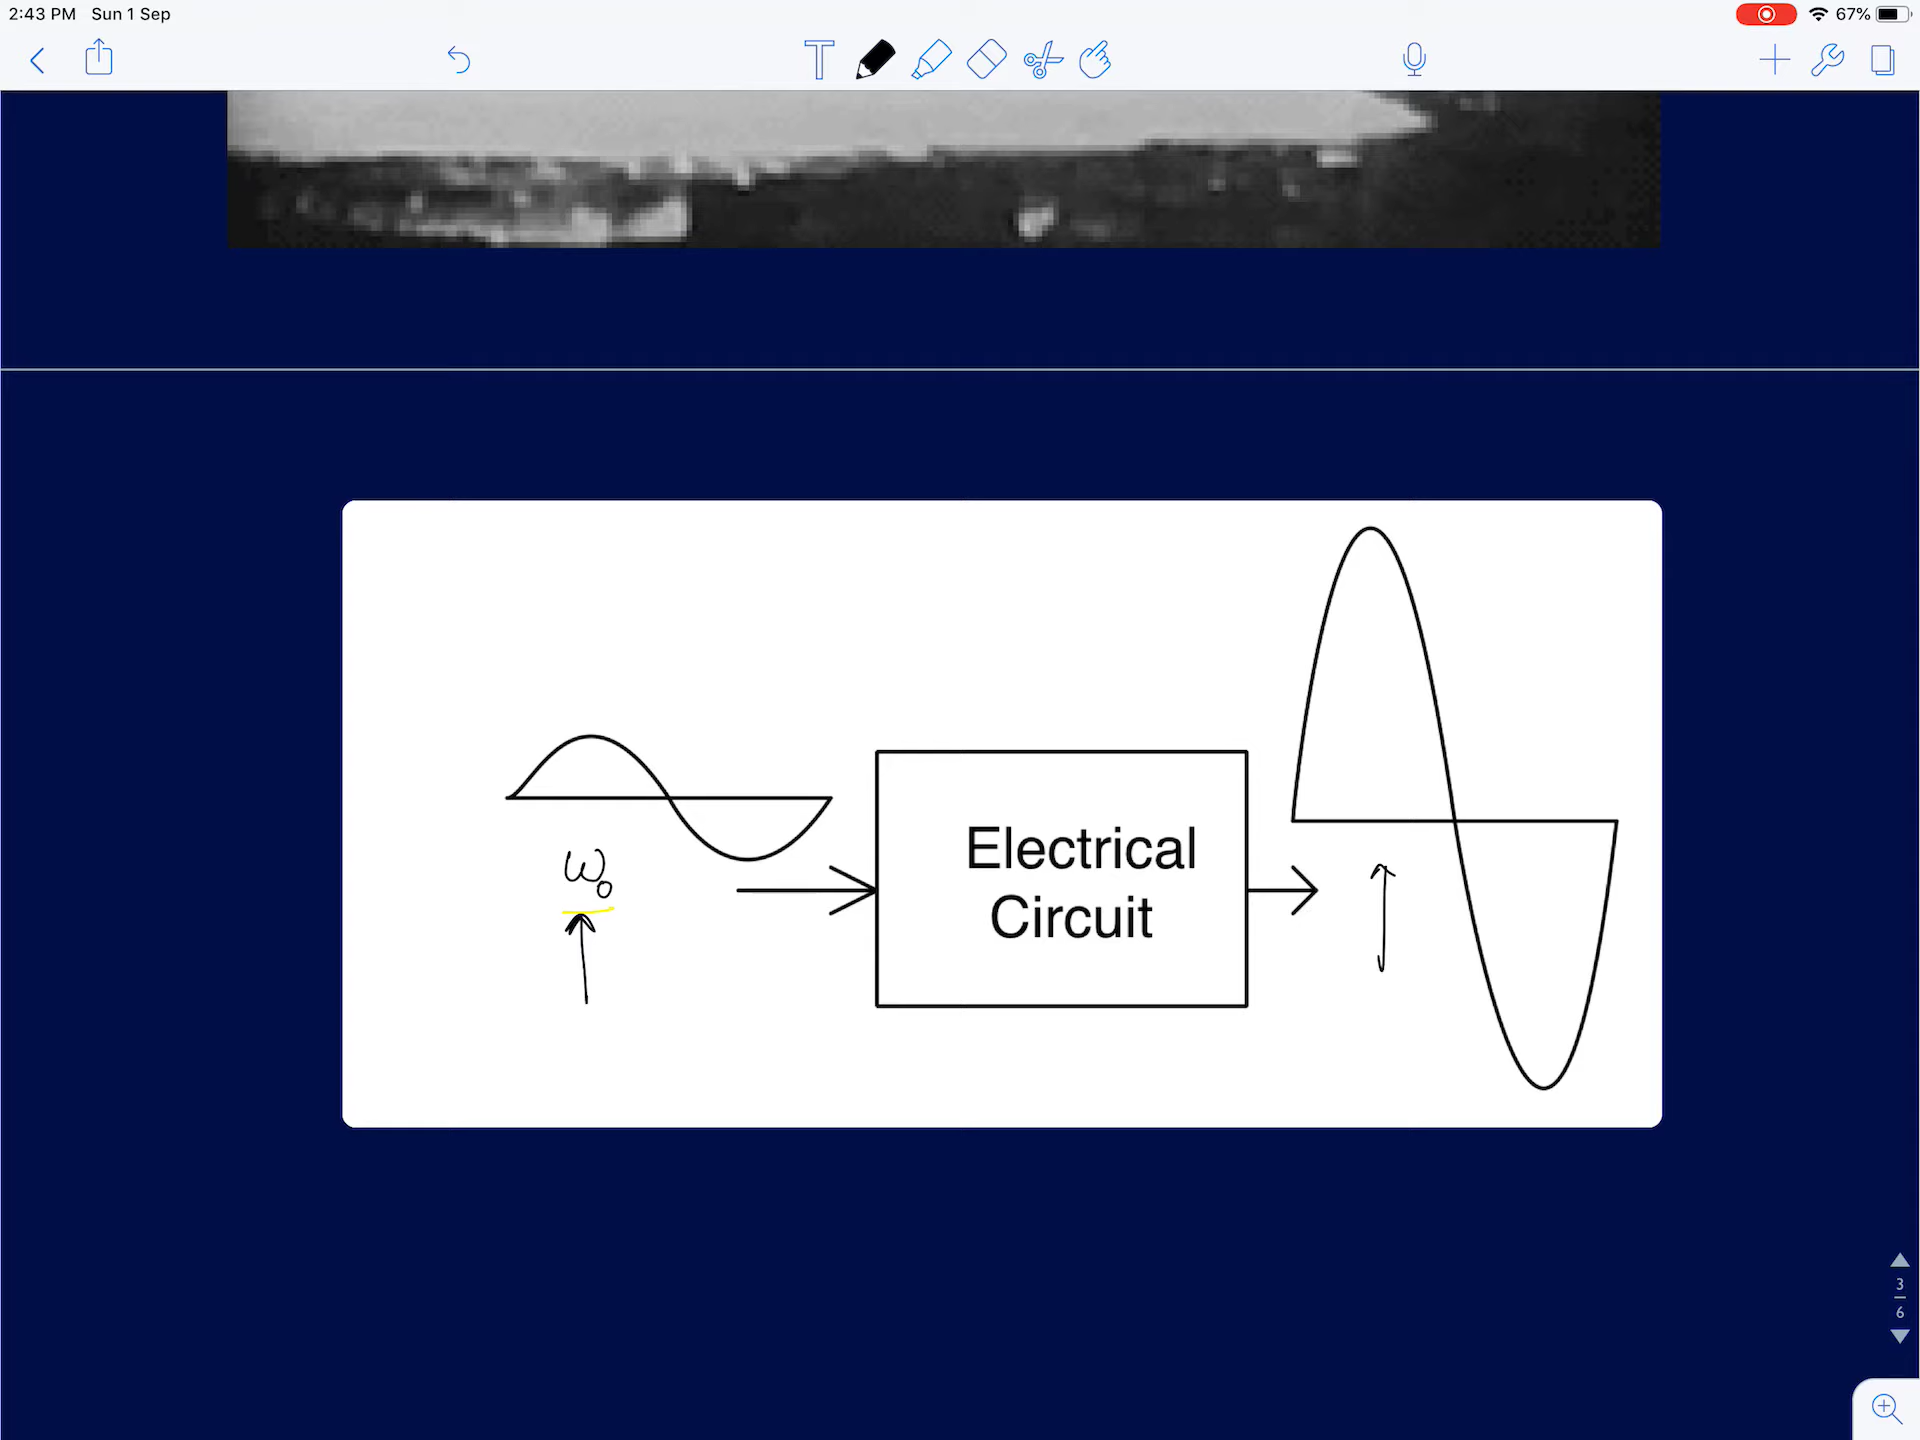 2:43 PM Sun 1 Sep
67%
T
ω₀
Electrical
Circuit
3
6